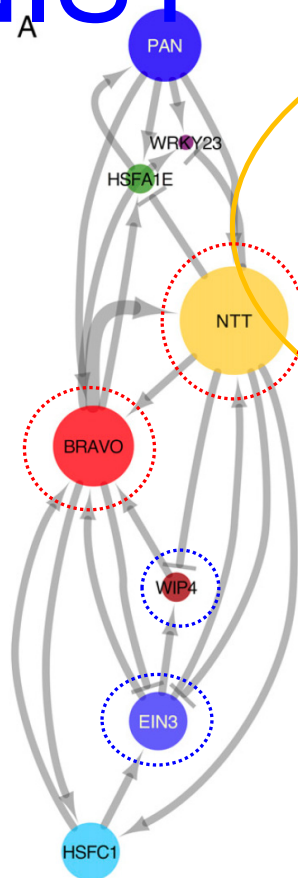 A
PAN
WRKY23
HSFA1E
NTT
BRAVO
WIP4
EIN3
HSFC1